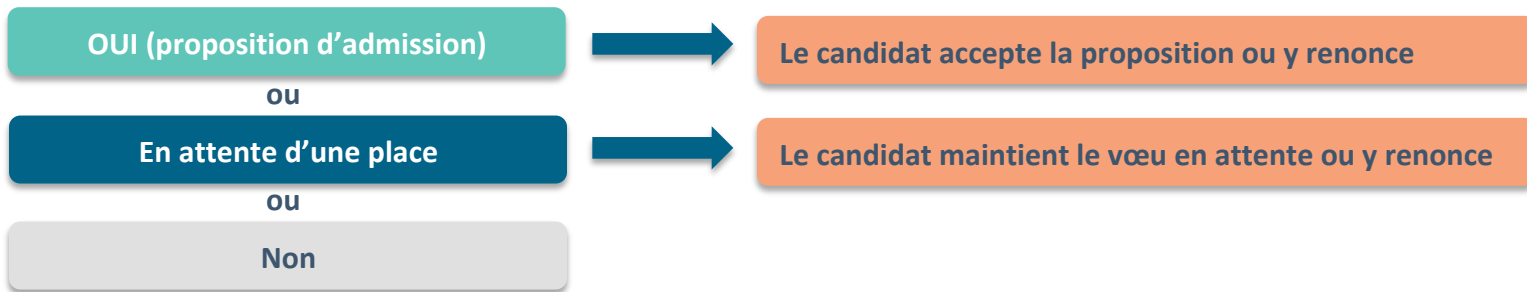 OUI (proposition d’admission)
Le candidat accepte la proposition ou y renonce
ou
En attente d’une place
Le candidat maintient le vœu en attente ou y renonce
ou
Non